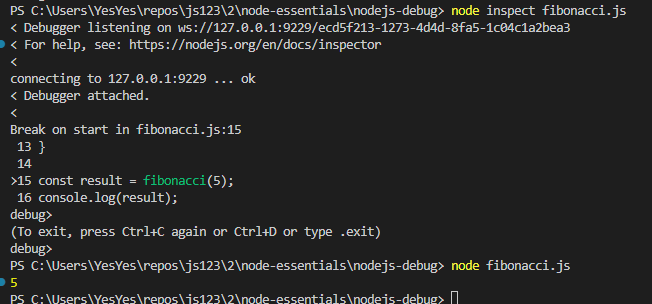 PS C:\Users\YesYes\repos\js123\2\node-essentials\nodejs-debug> node inspect fibonacci.js
< Debugger listening on ws://127.0.0.1:9229/ecd5f213-1273-4d4d-8fa5-1c04c1a2bea3
< For help, see: https://nodejs.org/en/docs/inspector
<
connecting to 127.0.0.1:9229 ... ok
< Debugger attached.
<
Break on start in fibonacci.js:15
 13 }
 14
>15 const result = fibonacci(5);
 16 console.log(result);
debug>
(To exit, press Ctrl+C again or Ctrl+D or type .exit)
debug>
PS C:\Users\YesYes\repos\js123\2\node-essentials\nodejs-debug> node fibonacci.js
5
PS C:\Users\YesYes\repos\js123\2\node-essentials\nodejs-debug>